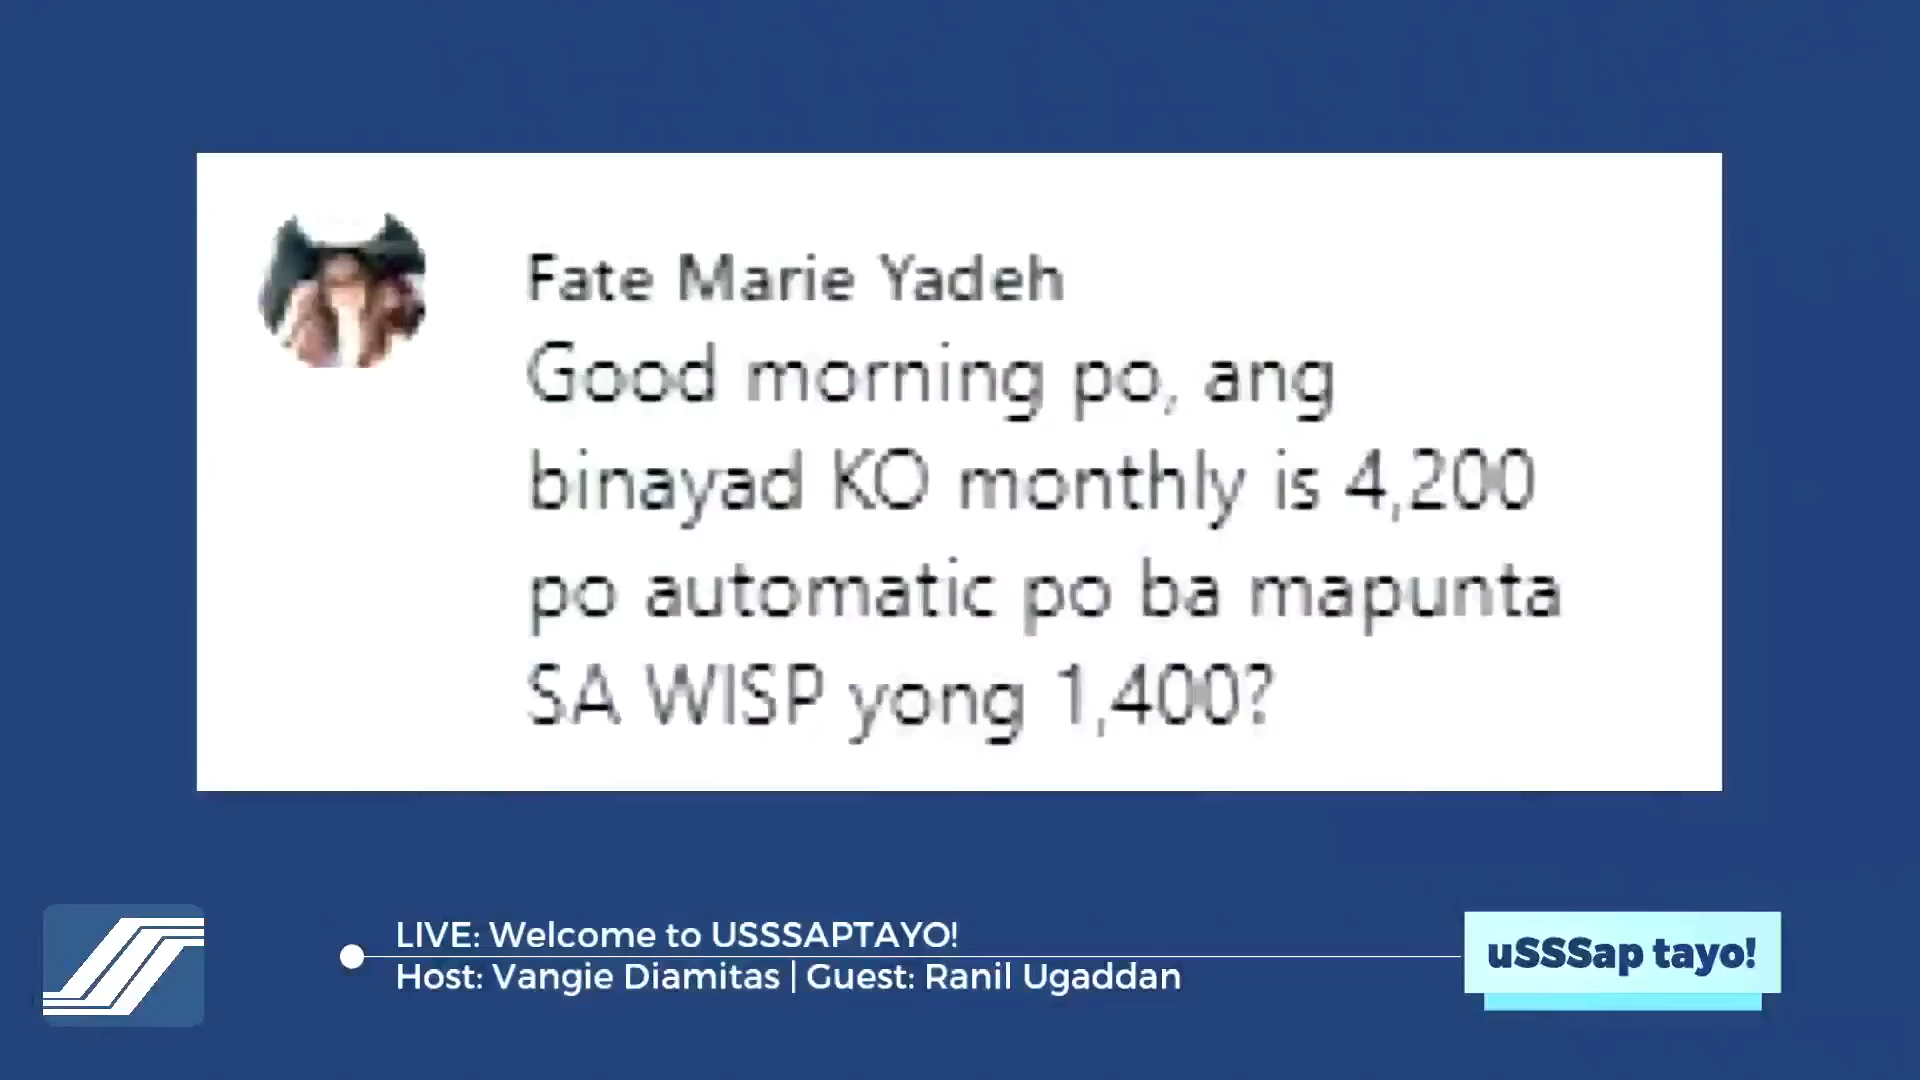 Fate Marie Yadeh
Good morning po, ang
binayad KO monthly is 4,200
po automatic po ba mapunta
SA WISP yong 1,400?
LIVE: Welcome to USSSAPTAYO!
Host: Vangie Diamitas | Guest: Ranil Ugaddan
uSSSap tayo!